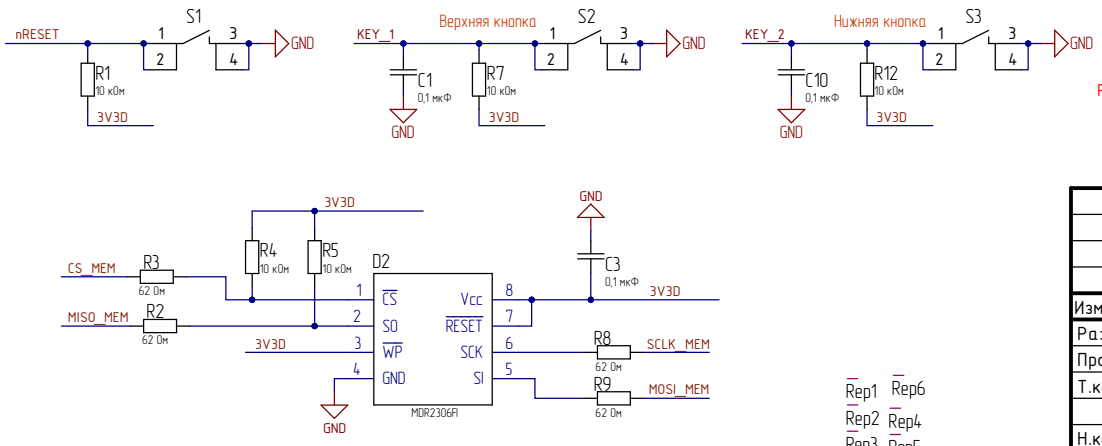 S1
nRESET
1 3
2 4
GND
R1
10 кОм
3V3D
Верхняя кнопка
S2
KEY_1
1 3
2 4
GND
C1
0,1 мкФ
GND
R7
10 кОм
3V3D
Нижняя кнопка
S3
KEY_2
1 3
2 4
GND
C10
0,1 мкФ
GND
R12
10 кОм
3V3D
3V3D
R4
10 кОм
R5
10 кОм
CS_MEM
R3
62 Ом
MISO_MEM
R2
62 Ом
3V3D
GND
D2
1 CS Vcc 8
2 SO RESET 7
3 WP SCK 6
4 GND SI 5
MDR2306FI
GND
C3
0,1 мкФ
3V3D
R8
62 Ом
SCLK_MEM
R9
62 Ом
MOSI_MEM
Rep1 Rep6
Rep2 Rep4
Rep3 Rep5
Изм
Раз
Про
Т.к
Н.к